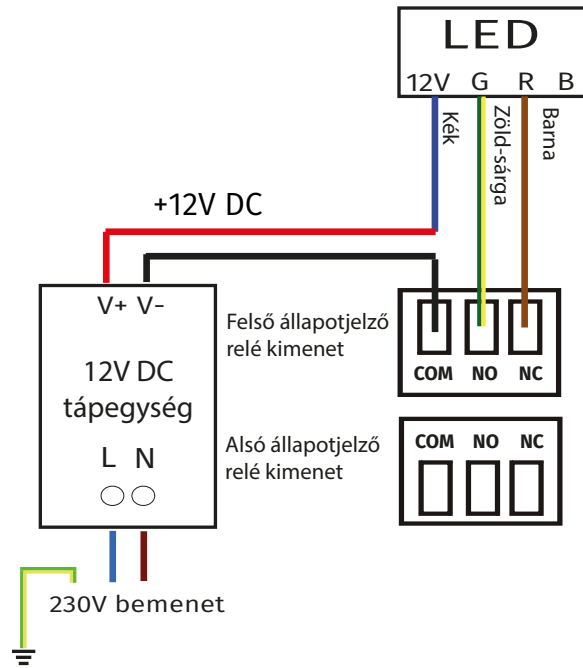 LED
12V G R B
Kék
Zöld-sárga
Barna
+12V DC
V+ V-
12V DC
tápegység
L N
Felső állapotjelző
relé kimenet
COM NO NC
Alsó állapotjelző
relé kimenet
COM NO NC
230V bemenet